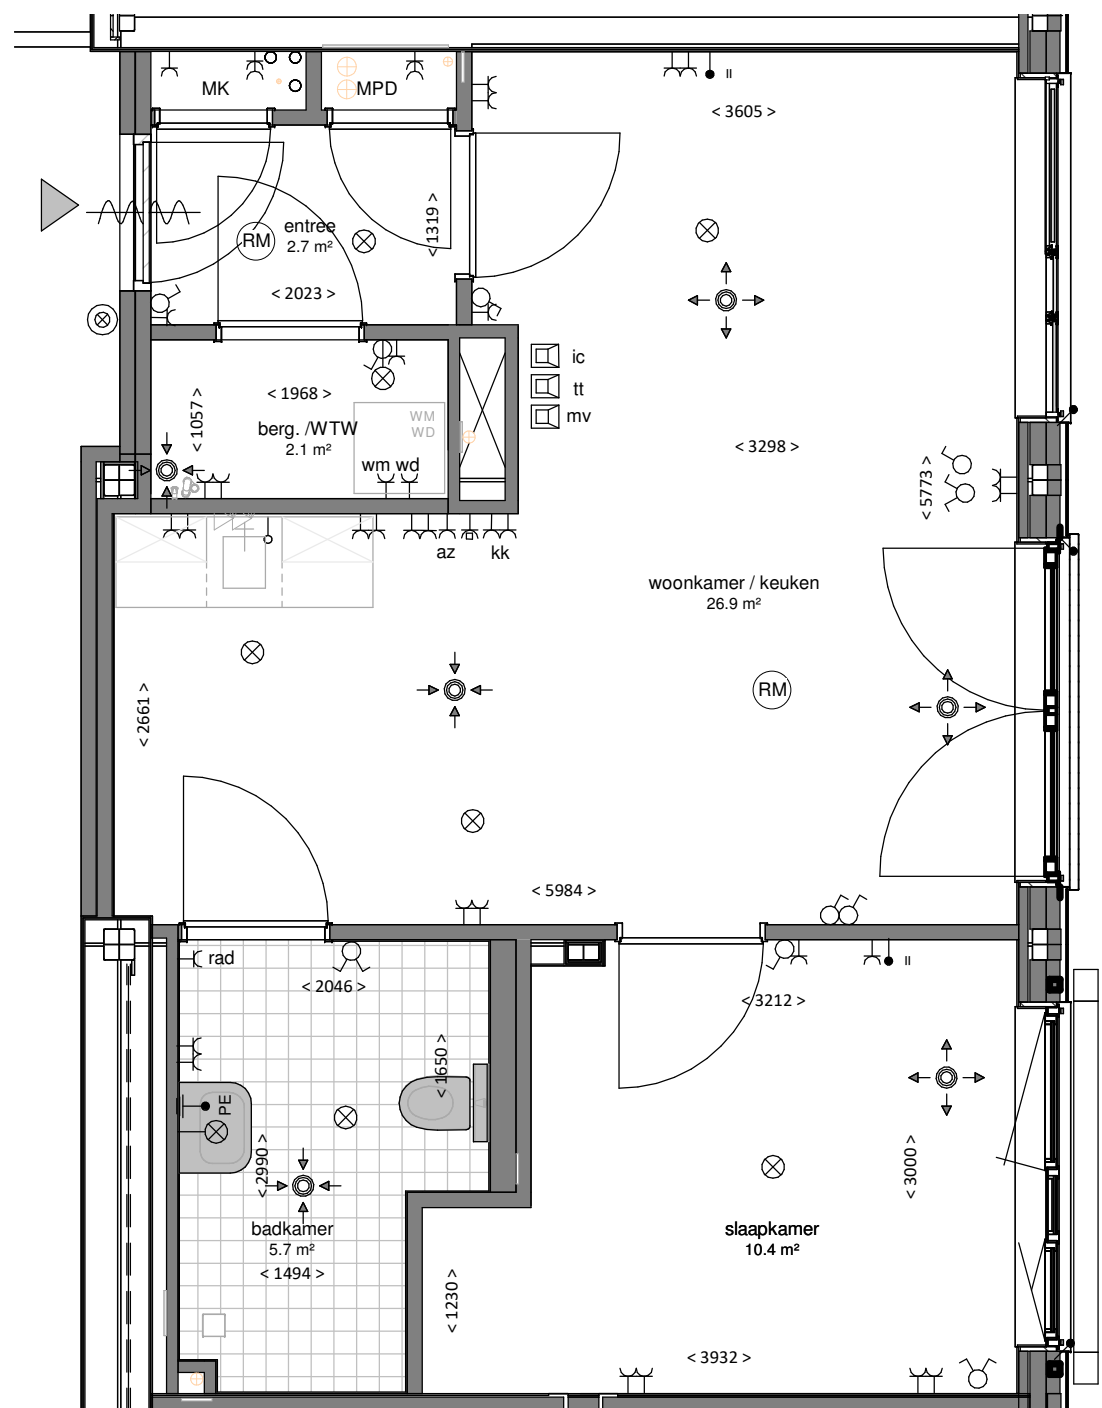 MK
MPD
II
< 3605 >
< 1319 >
entree
RM
2.7 m²
< 2023 >
ic
tt
mv
< 1968 >
< 1057 >
WM
WD
berg. /WTW
2.1 m²
< 3298 >
wm wd
< 5773 >
az
kk
woonkamer / keuken
26.9 m²
RM
< 2661 >
< 5984 >
rad
< 2046 >
II
< 3212 >
< 1650 >
PE
< 2990 >
< 3000 >
badkamer
5.7 m²
< 1494 >
slaapkamer
10.4 m²
< 1230 >
< 3932 >